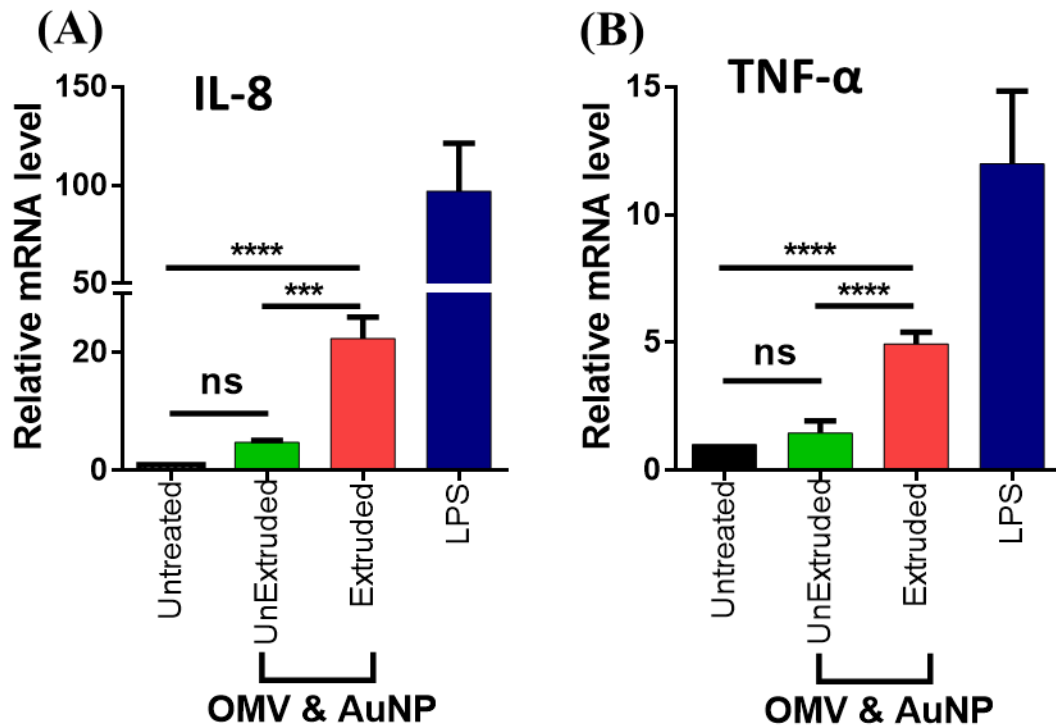 (A)
IL-8
Relative mRNA level
150
100
50
20
0
****
***
ns
Untreated
UnExtruded
Extruded
LPS
OMV & AuNP
(B)
TNF-α
Relative mRNA level
15
10
5
0
****
****
ns
Untreated
UnExtruded
Extruded
LPS
OMV & AuNP